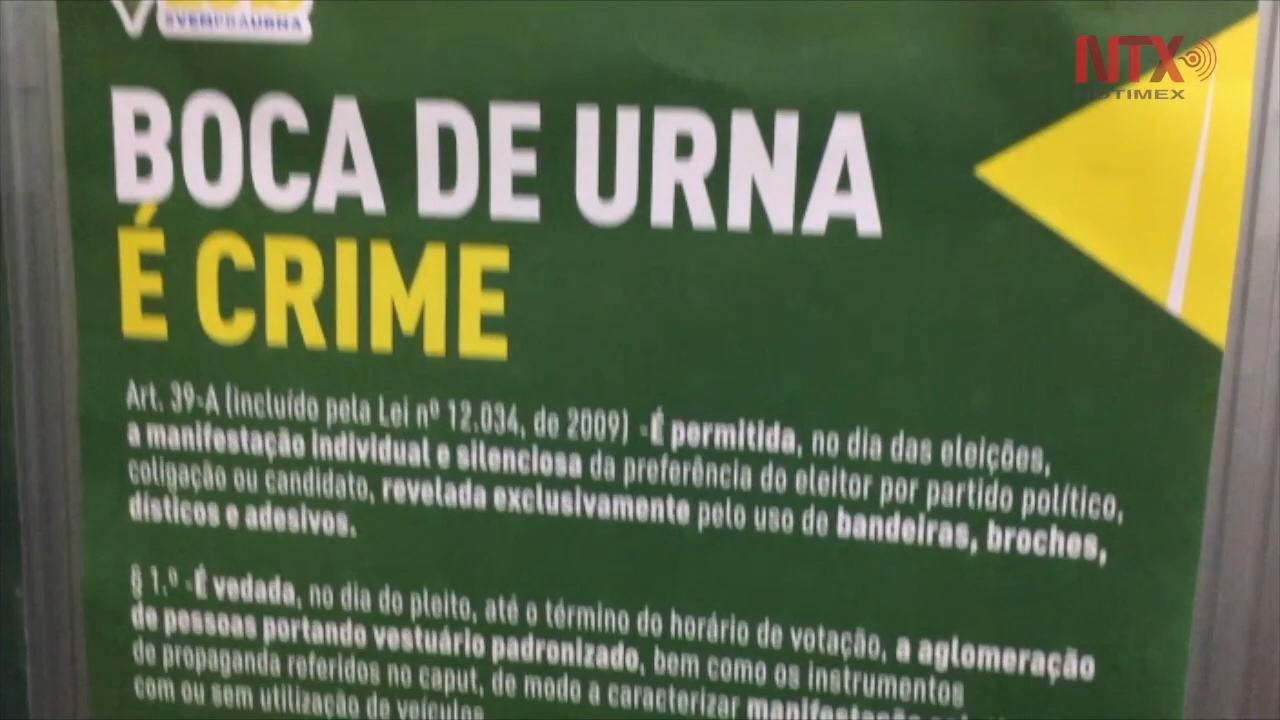 #VEMPRAURNA
NTX
NOTIMEX
BOCA DE URNA
É CRIME
Art. 39-A (incluído pela Lei nº 12.034, de 2009) -É permitida, no dia das eleições,
a manifestação individual e silenciosa da preferência do eleitor por partido político,
coligação ou candidato, revelada exclusivamente pelo uso de bandeiras, broches,
dísticos e adesivos.
§ 1.º -É vedada, no dia do pleito, até o término do horário de votação, a aglomeração
de pessoas portando vestuário padronizado, bem como os instrumentos
de propaganda referidos no caput, de modo a caracterizar manifestação
com ou sem utilização de veículos